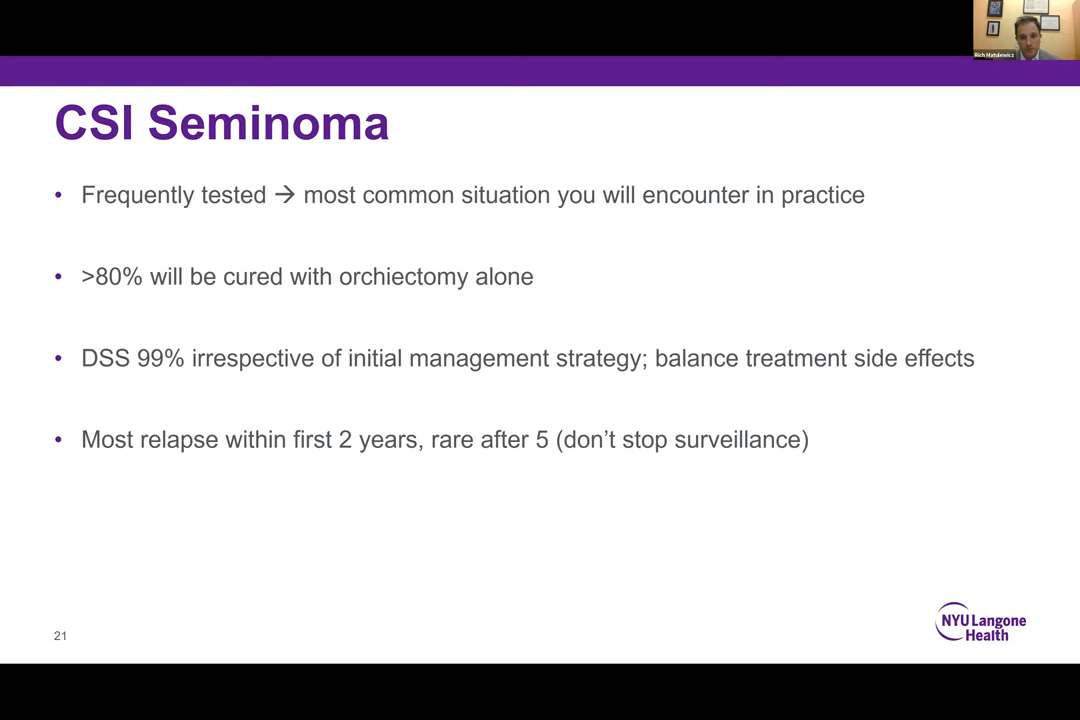 Rich Matulewicz
CSI Seminoma
• Frequently tested → most common situation you will encounter in practice
• >80% will be cured with orchiectomy alone
• DSS 99% irrespective of initial management strategy; balance treatment side effects
• Most relapse within first 2 years, rare after 5 (don’t stop surveillance)
21
NYU Langone
Health